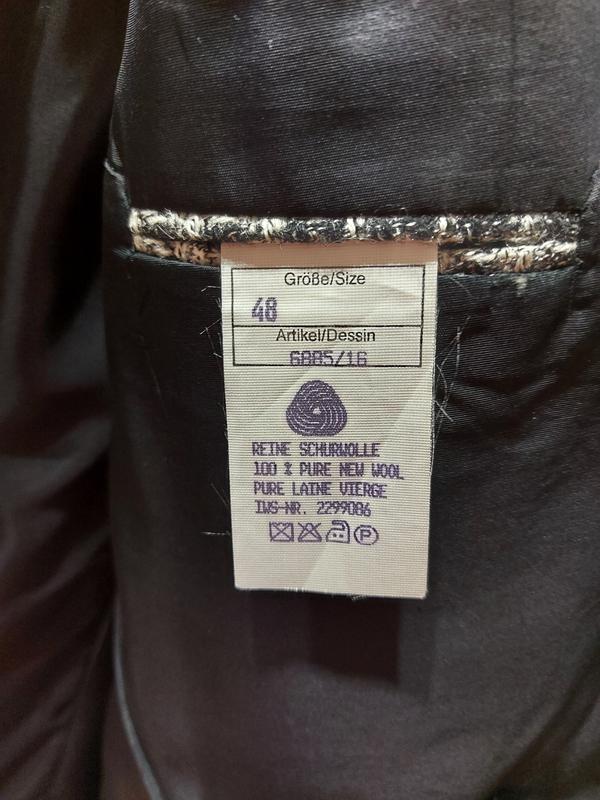 Größe/Size
48
Artikel/Dessin
6885/16
REINE SCHURWOLLE
100 % PURE NEW WOOL
PURE LAINE VIERGE
IWS-NR. 2299086
P